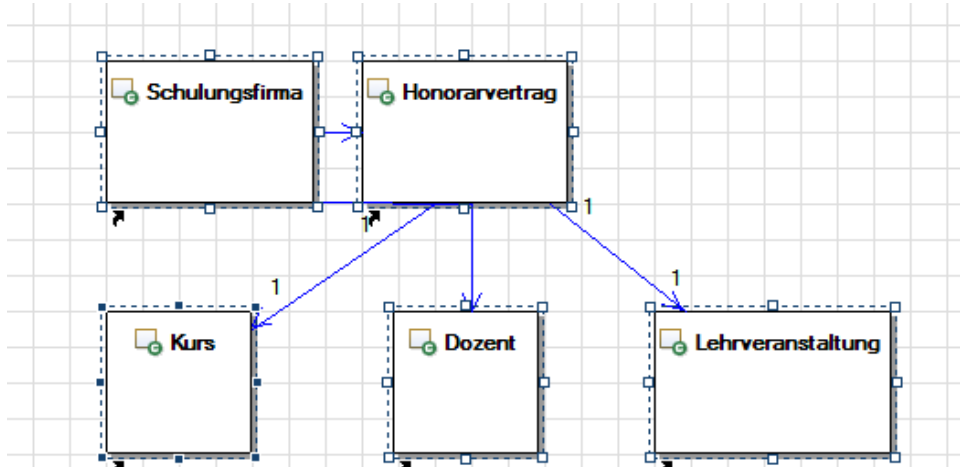 Schulungsfirma
Honorarvertrag
1
1
1
1
Kurs
Dozent
Lehrveranstaltung